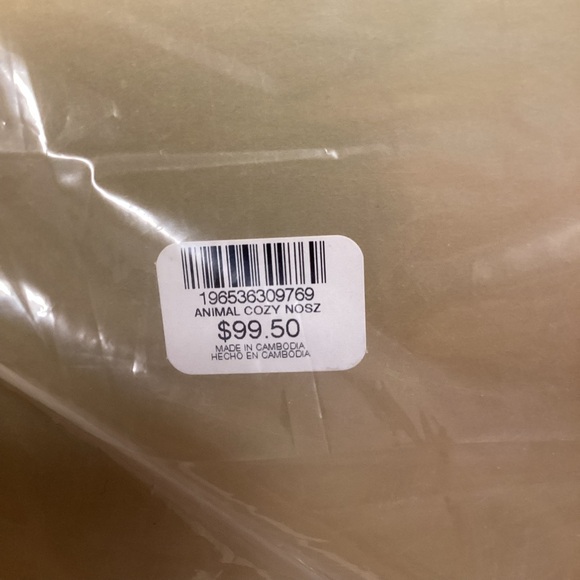 196536309769
ANIMAL COZY NOSZ
$99.50
MADE IN CAMBODIA
HECHO EN CAMBODIA